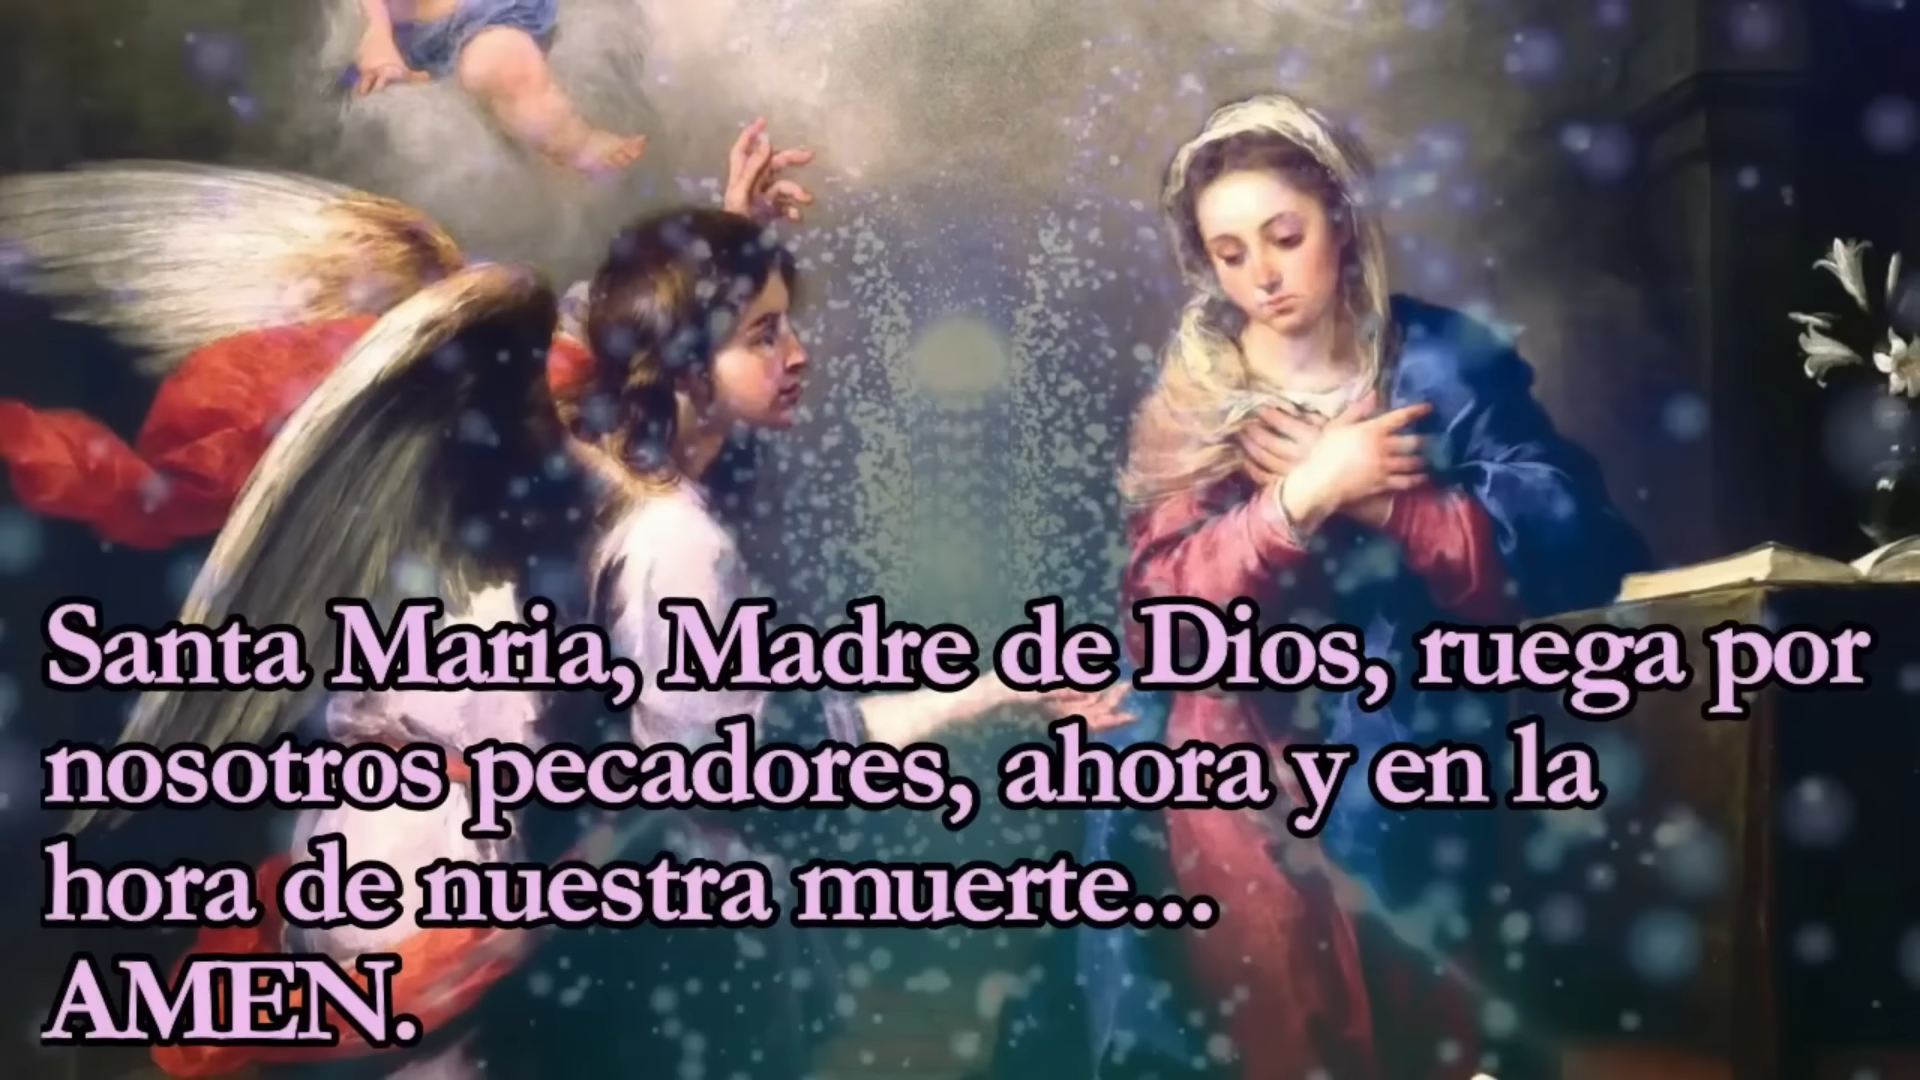 Santa Maria, Madre de Dios, ruega por
nosotros pecadores, ahora y en la
hora de nuestra muerte...
AMEN.